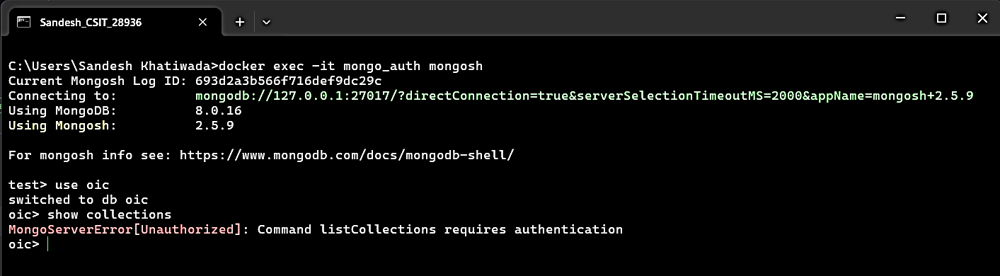 Sandesh_CSIT_28936
C:\Users\Sandesh Khatiwada>docker exec -it mongo_auth mongosh
Current Mongosh Log ID: 693d2a3b566f716def9dc29c
Connecting to: mongodb://127.0.0.1:27017/?directConnection=true&serverSelectionTimeoutMS=2000&appName=mongosh+2.5.9
Using MongoDB: 8.0.16
Using Mongosh: 2.5.9
For mongosh info see: https://www.mongodb.com/docs/mongodb-shell/
test> use oic
switched to db oic
oic> show collections
MongoServerError[Unauthorized]: Command listCollections requires authentication
oic>